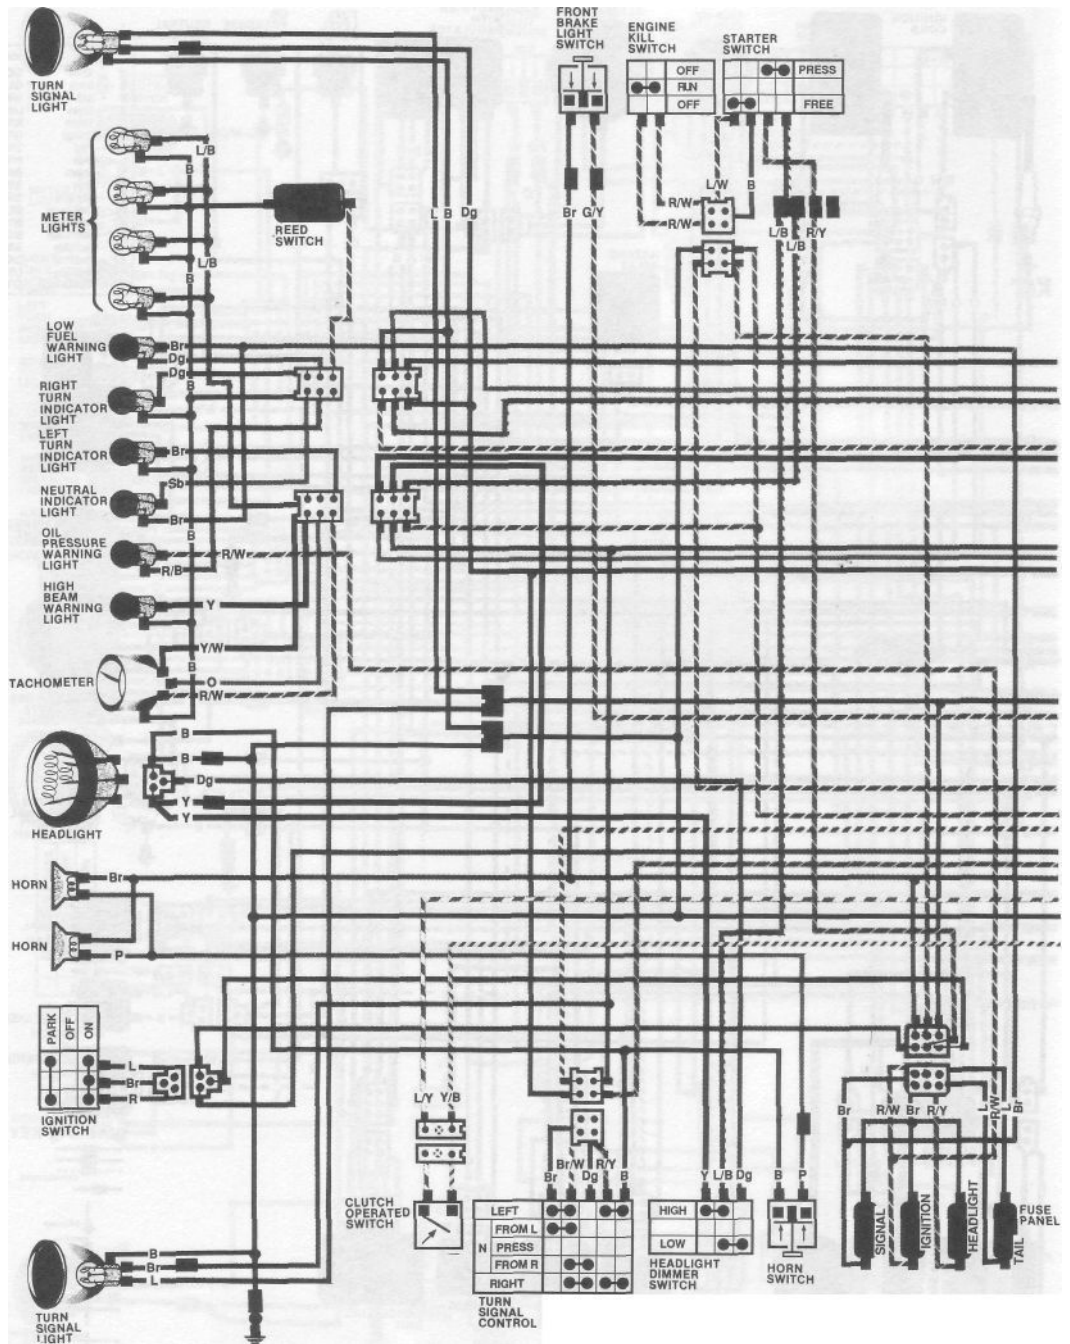 FRONT
BRAKE
LIGHT
SWITCH
ENGINE
KILL
SWITCH
OFF
RUN
OFF
STARTER
SWITCH
PRESS
FREE
TURN
SIGNAL
LIGHT
L/B
B
METER
LIGHTS
REED
SWITCH
L/B
B
L B Dg
Br G/Y
R/W
R/W
L/W
B
L/B
L/B
R/Y
LOW
FUEL
WARNING
LIGHT
Br
Dg
RIGHT
TURN
INDICATOR
LIGHT
Dg
B
LEFT
TURN
INDICATOR
LIGHT
Br
NEUTRAL
INDICATOR
LIGHT
Sb
Br
OIL
PRESSURE
WARNING
LIGHT
B
R/W
R/B
HIGH
BEAM
WARNING
LIGHT
Y
TACHOMETER
Y/W
B
O
R/W
HEADLIGHT
B
B
Dg
Y
Y
HORN
Br
HORN
P
PARK
OFF
ON
L
Br
R
IGNITION
SWITCH
L/Y Y/B
CLUTCH
OPERATED
SWITCH
Br
Br/W
Dg
R/Y
B
LEFT
FROM L
N PRESS
FROM R
RIGHT
TURN
SIGNAL
CONTROL
Y L/B Dg
HIGH
LOW
HEADLIGHT
DIMMER
SWITCH
B P
HORN
SWITCH
Br
R/W
Br
R/Y
L
R/W
L
Br
SIGNAL
IGNITION
HEADLIGHT
TAIL
FUSE
PANEL
B
Br
L
TURN
SIGNAL
LIGHT